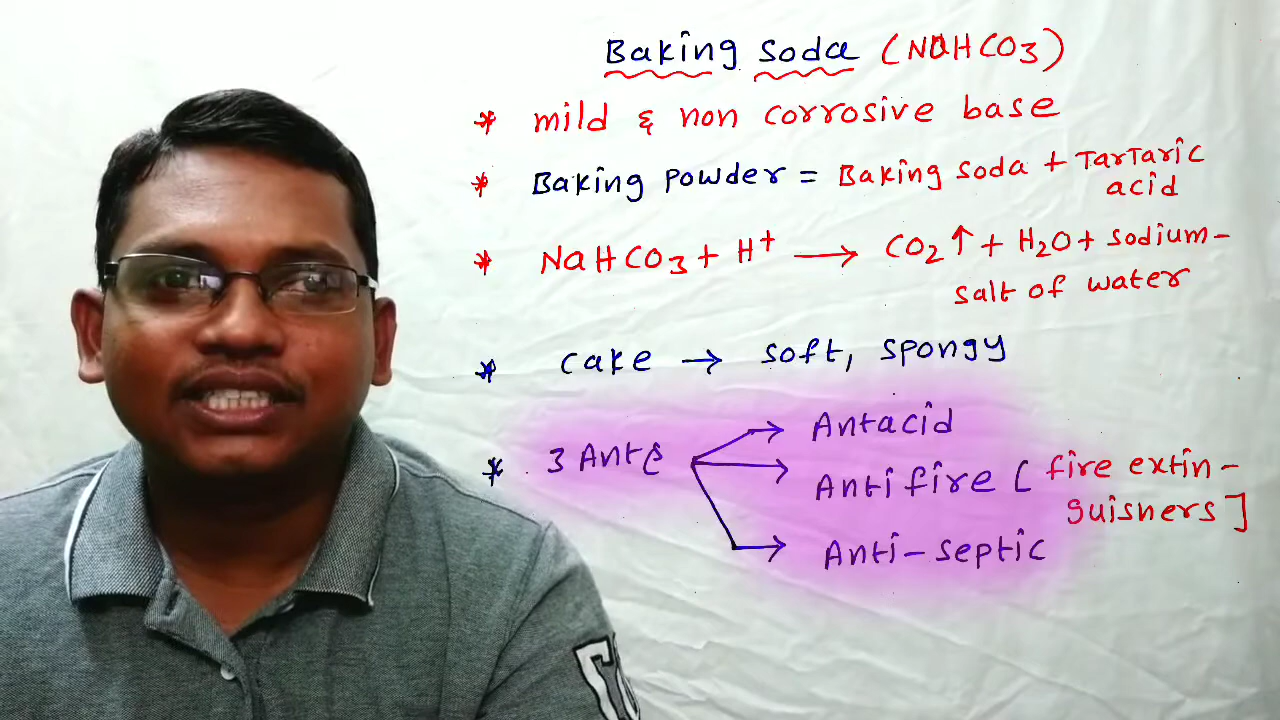 Baking Soda (NaHCO3)
* mild & non corrosive base
* Baking Powder = Baking Soda + Tartaric
acid
* NaHCO3 + H+ → CO2 ↑ + H2O + Sodium-
salt of water
* cake → soft, spongy
* 3 Anti
→ Antacid
→ Antifire [ fire extin-
guisners ]
→ Anti-septic